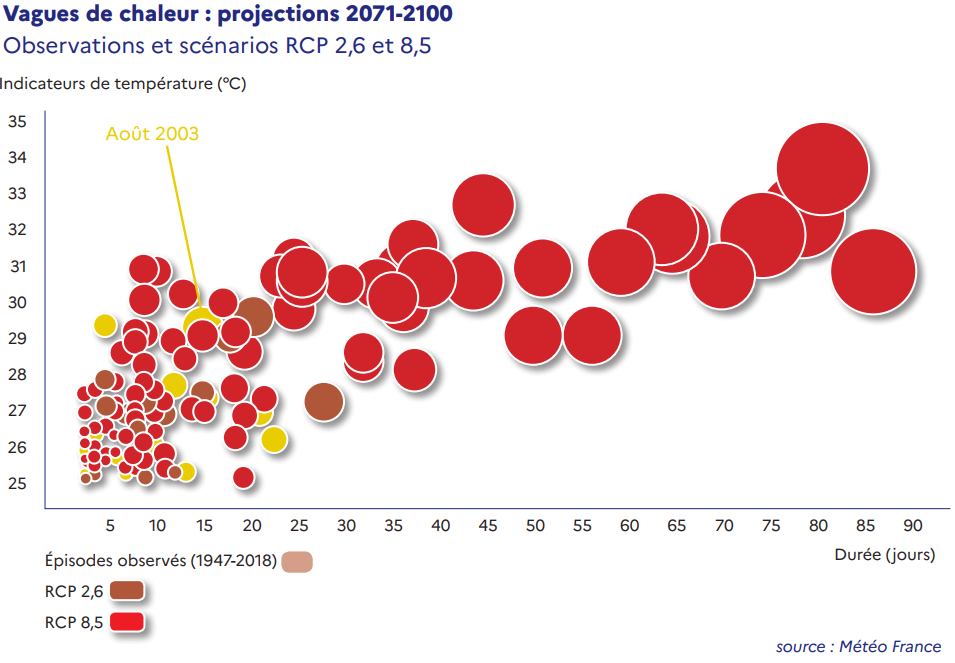 Vagues de chaleur : projections 2071-2100
Observations et scénarios RCP 2,6 et 8,5
Indicateurs de température (°C)
35
Août 2003
34
33
32
31
30
29
28
27
26
25
5 10 15 20 25 30 35 40 45 50 55 60 65 70 75 80 85 90
Durée (jours)
Épisodes observés (1947-2018)
RCP 2,6
RCP 8,5
source : Météo France